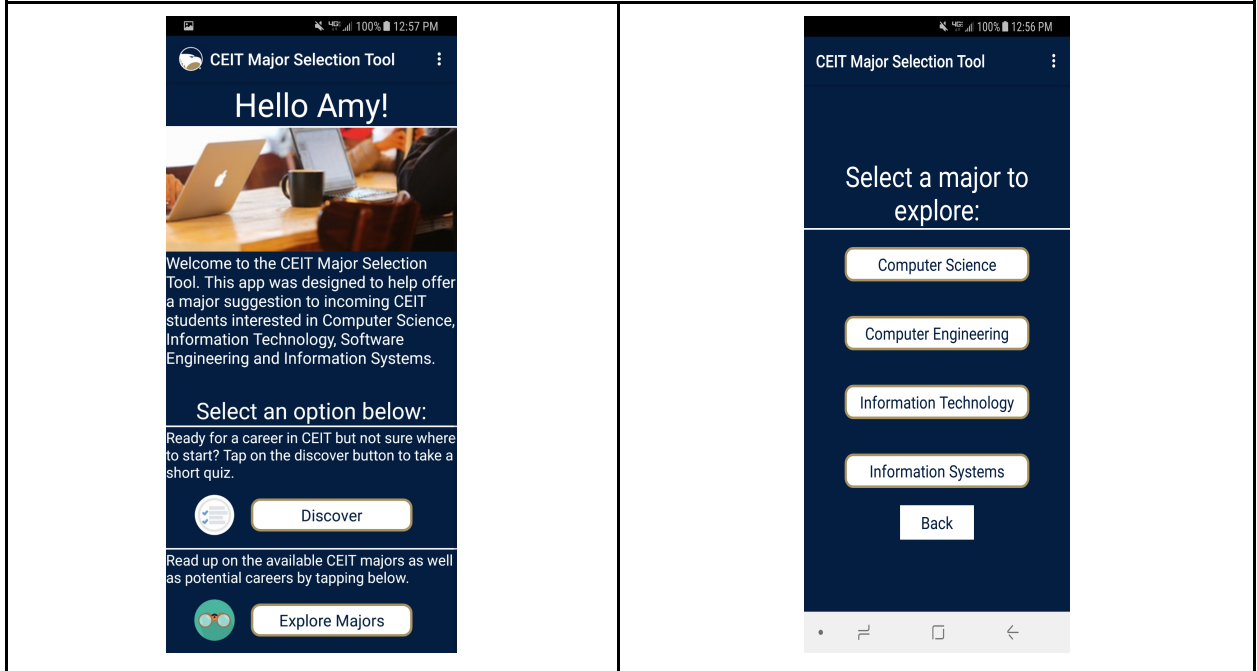 100% 12:57 PM
CEIT Major Selection Tool
Hello Amy!
Welcome to the CEIT Major Selection
Tool. This app was designed to help offer
a major suggestion to incoming CEIT
students interested in Computer Science,
Information Technology, Software
Engineering and Information Systems.
Select an option below:
Ready for a career in CEIT but not sure where
to start? Tap on the discover button to take a
short quiz.
Discover
Read up on the available CEIT majors as well
as potential careers by tapping below.
Explore Majors
100% 12:56 PM
CEIT Major Selection Tool
Select a major to
explore:
Computer Science
Computer Engineering
Information Technology
Information Systems
Back